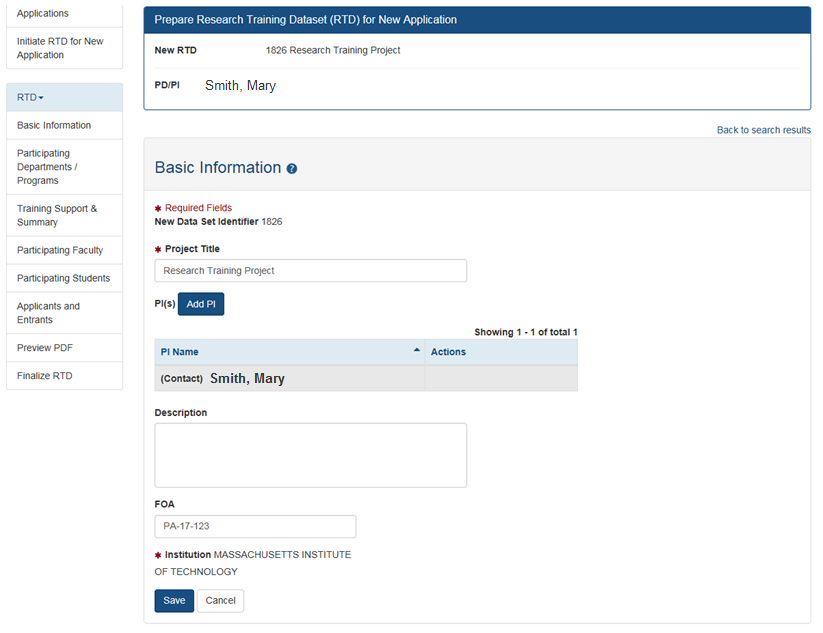 Applications
Initiate RTD for New
Application
RTD
Basic Information
Participating
Departments /
Programs
Training Support &
Summary
Participating Faculty
Participating Students
Applicants and
Entrants
Preview PDF
Finalize RTD
Prepare Research Training Dataset (RTD) for New Application
New RTD 1826 Research Training Project
PD/PI Smith, Mary
Back to search results
Basic Information ?
* Required Fields
New Data Set Identifier 1826
* Project Title
Research Training Project
PI(s) Add PI
Showing 1 - 1 of total 1
PI Name Actions
(Contact) Smith, Mary
Description
FOA
PA-17-123
* Institution MASSACHUSETTS INSTITUTE
OF TECHNOLOGY
Save Cancel